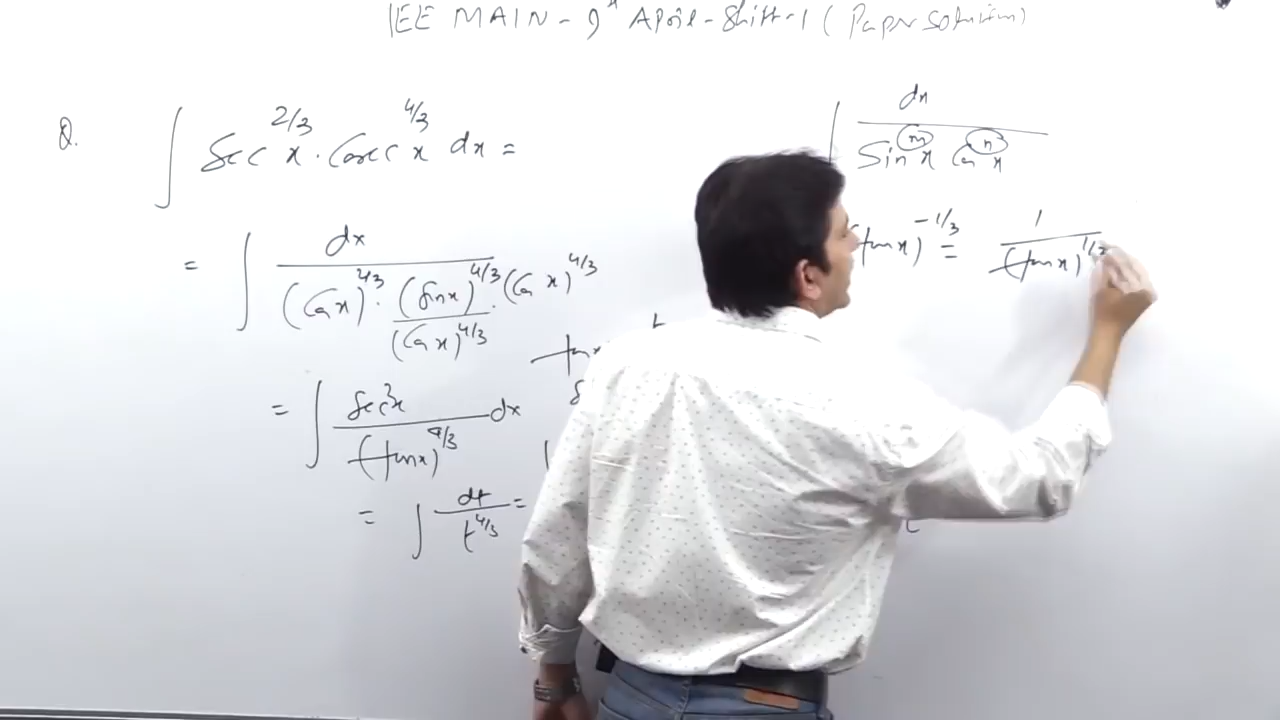 JEE MAIN - 9 April - Shift - 1 ( Paper solution)
Q. ∫ Sec^2/3 x . Cosec^4/3 x dx =
= ∫ dx / (Cos x)^2/3 . (Sin x)^4/3 / (Cos x)^4/3 . (Cos x)^4/3
= ∫ Sec²x / (tan x)^4/3 dx
= ∫ dt / t^4/3 =
∫ dx / Sin^m x Cos^n x
(tan x)^-1/3 = 1 / (tan x)^1/3